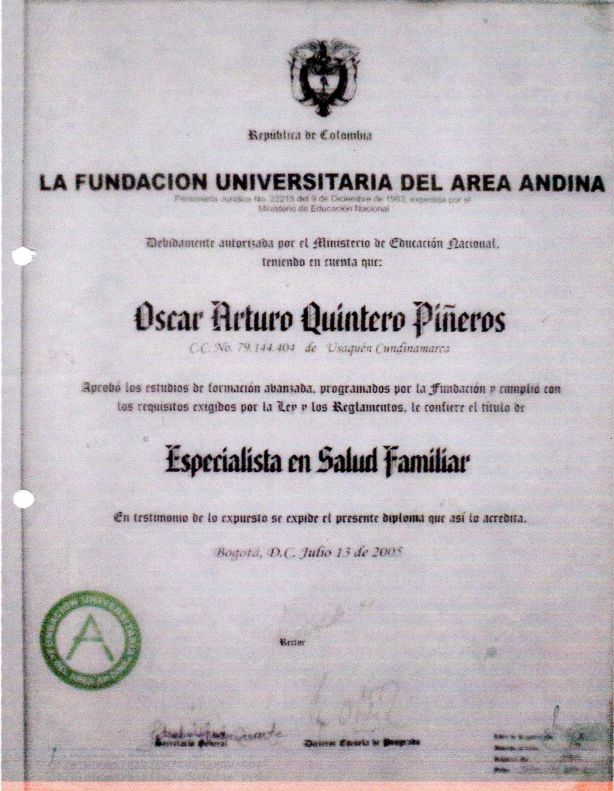 República de Colombia
LA FUNDACION UNIVERSITARIA DEL AREA ANDINA
Personería Jurídica No. 22215 del 9 de Diciembre de 1983, expedida por el
Ministerio de Educación Nacional
Debidamente autorizada por el Ministerio de Educación Nacional,
teniendo en cuenta que:
Oscar Arturo Quintero Piñeros
C.C. No. 79.144.404 de Usaquén Cundinamarca
Aprobó los estudios de formación abanzada, programados por la Fundación y cumplió con
los requisitos exigidos por la Ley y los Reglamentos, le confiere el título de
Especialista en Salud Familiar
En testimonio de lo expuesto se expide el presente diploma que así lo acredita.
Bogotá, D.C. Julio 13 de 2005
FUNDACION UNIVERSITARIA
Rector
Secretario General
Director Escuela de Posgrado